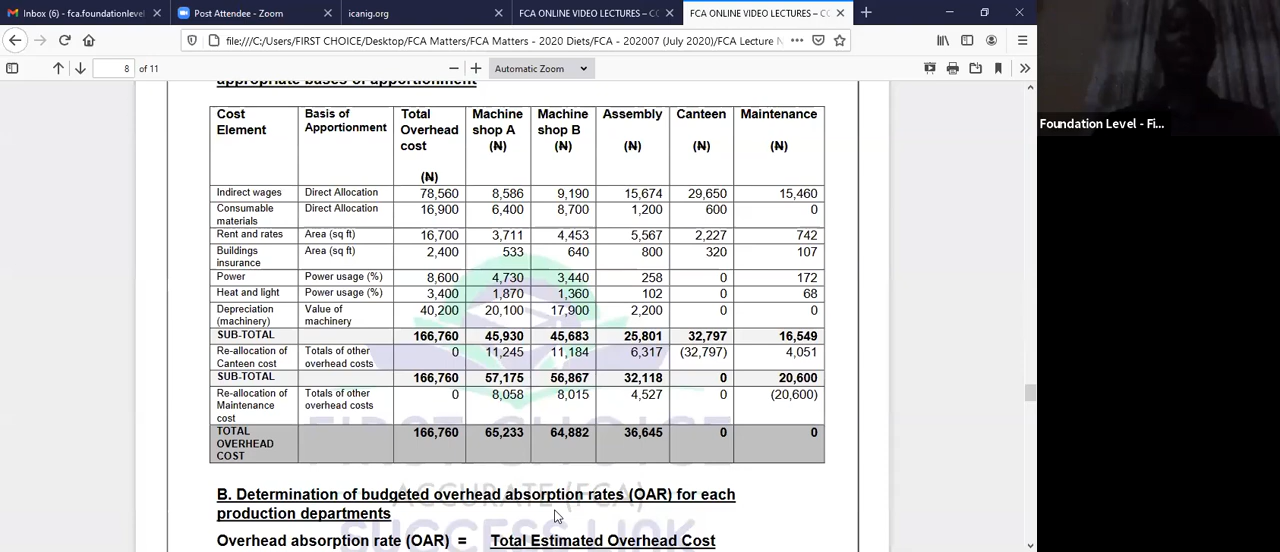 Inbox (6) - fca.foundationlevel
Post Attendee - Zoom
icanig.org
FCA ONLINE VIDEO LECTURES – CO
FCA ONLINE VIDEO LECTURES – CO
file:///C:/Users/FIRST CHOICE/Desktop/FCA Matters/FCA Matters - 2020 Diets/FCA - 202007 (July 2020)/FCA Lecture N
8 of 11
Automatic Zoom
Foundation Level - Fi...
appropriate bases of apportionment
Cost Element Basis of Apportionment Total Overhead cost (₦) Machine shop A (₦) Machine shop B (₦) Assembly (₦) Canteen (₦) Maintenance (₦)
Indirect wages Direct Allocation 78,560 8,586 9,190 15,674 29,650 15,460
Consumable materials Direct Allocation 16,900 6,400 8,700 1,200 600 0
Rent and rates Area (sq ft) 16,700 3,711 4,453 5,567 2,227 742
Buildings insurance Area (sq ft) 2,400 533 640 800 320 107
Power Power usage (%) 8,600 4,730 3,440 258 0 172
Heat and light Power usage (%) 3,400 1,870 1,360 102 0 68
Depreciation (machinery) Value of machinery 40,200 20,100 17,900 2,200 0 0
SUB-TOTAL 166,760 45,930 45,683 25,801 32,797 16,549
Re-allocation of Canteen cost Totals of other overhead costs 0 11,245 11,184 6,317 (32,797) 4,051
SUB-TOTAL 166,760 57,175 56,867 32,118 0 20,600
Re-allocation of Maintenance cost Totals of other overhead costs 0 8,058 8,015 4,527 0 (20,600)
TOTAL OVERHEAD COST 166,760 65,233 64,882 36,645 0 0
FIRST CHOICE
ACCURATE (FCA)
SUCCESS LINK
B. Determination of budgeted overhead absorption rates (OAR) for each
production departments
Overhead absorption rate (OAR) = Total Estimated Overhead Cost